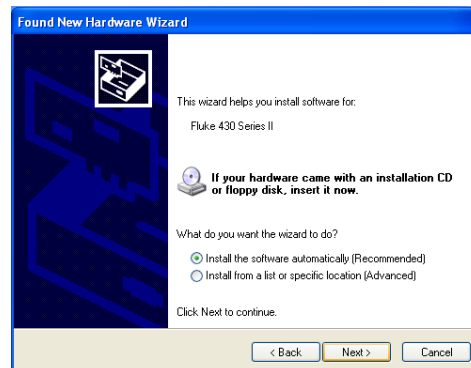 Found New Hardware Wizard
This wizard helps you install software for:
Fluke 430 Series II
If your hardware came with an installation CD
or floppy disk, insert it now.
What do you want the wizard to do?
Install the software automatically (Recommended)
Install from a list or specific location (Advanced)
Click Next to continue.
< Back Next > Cancel